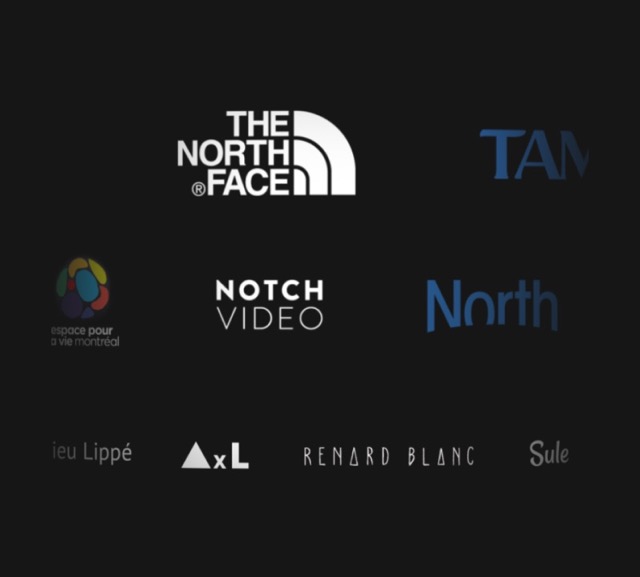 THE
NORTH
®FACE
TAM
espace pour
a vie montréal
NOTCH
VIDEO
North
ieu Lippé
AxL
RENARD BLANC
Sule